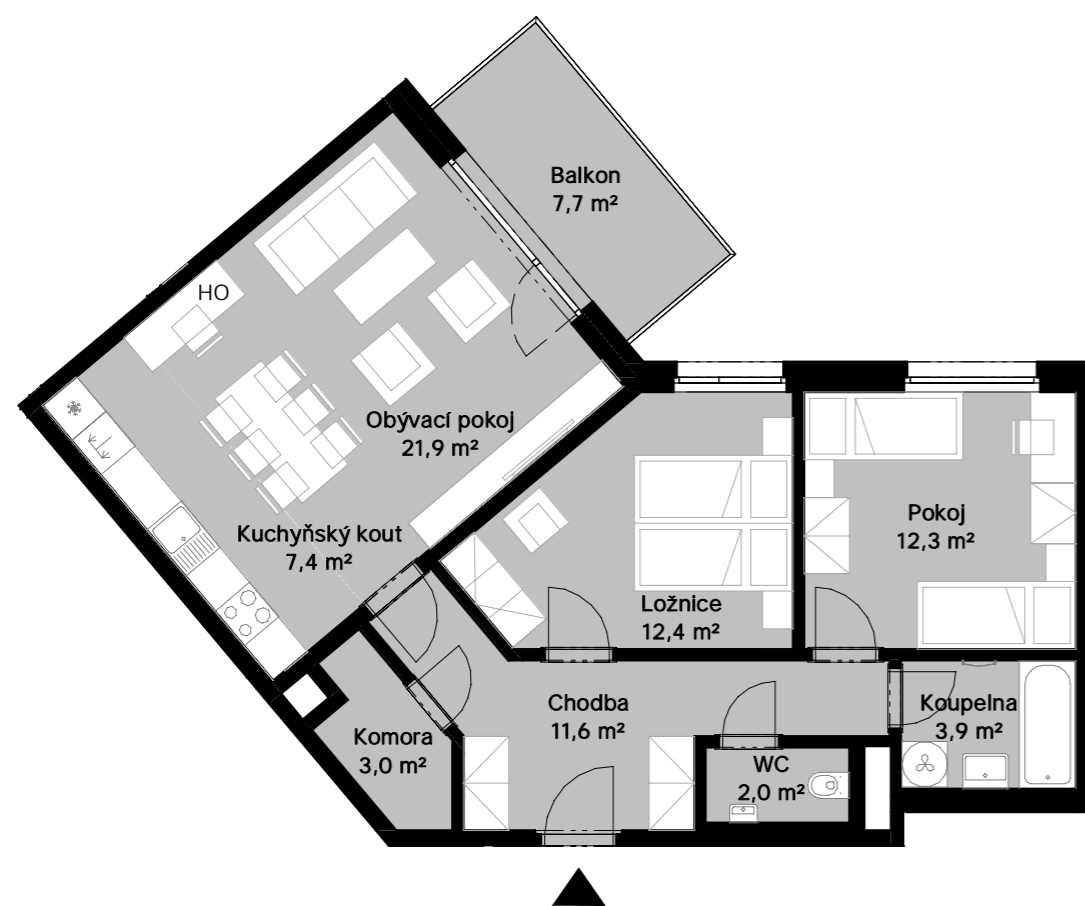 Balkon
7,7 m²
HO
Obývací pokoj
21,9 m²
Kuchyňský kout
7,4 m²
Pokoj
12,3 m²
Ložnice
12,4 m²
Chodba
11,6 m²
Koupelna
3,9 m²
Komora
3,0 m²
WC
2,0 m²